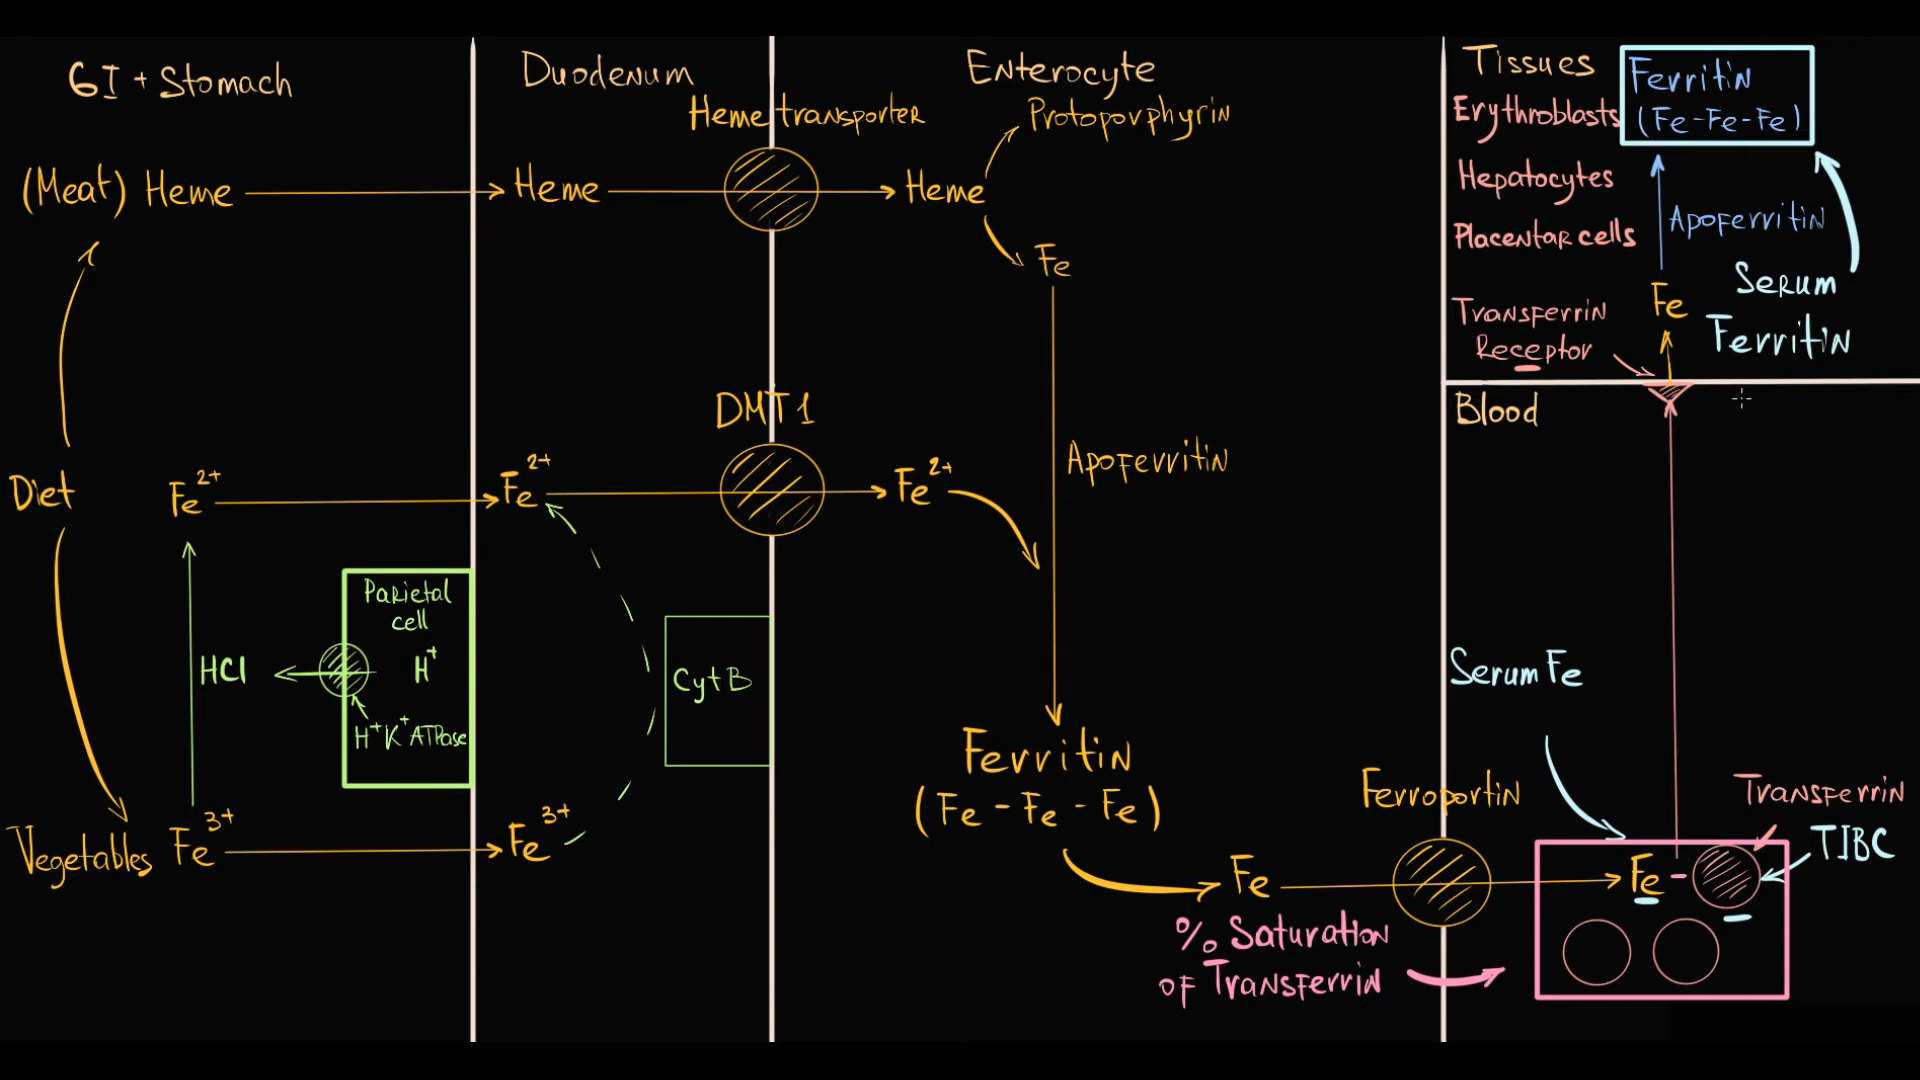 GI + Stomach
(Meat) Heme
Diet
Fe2+
Parietal
cell
HCl
H+
H+K+ATPase
Vegetables Fe3+
Duodenum
Heme transporter
Heme
DMT1
Fe2+
CytB
Fe3+
Enterocyte
Protoporphyrin
Heme
Fe
Fe2+
Apoferritin
Ferritin
(Fe - Fe - Fe)
Fe
Ferroportin
% Saturation
of Transferrin
Tissues
Erythroblasts
Hepatocytes
Placentar cells
Transferrin
Receptor
Ferritin
(Fe-Fe-Fe)
Apoferritin
Fe
Serum
Ferritin
Blood
Serum Fe
Transferrin
TIBC
Fe -